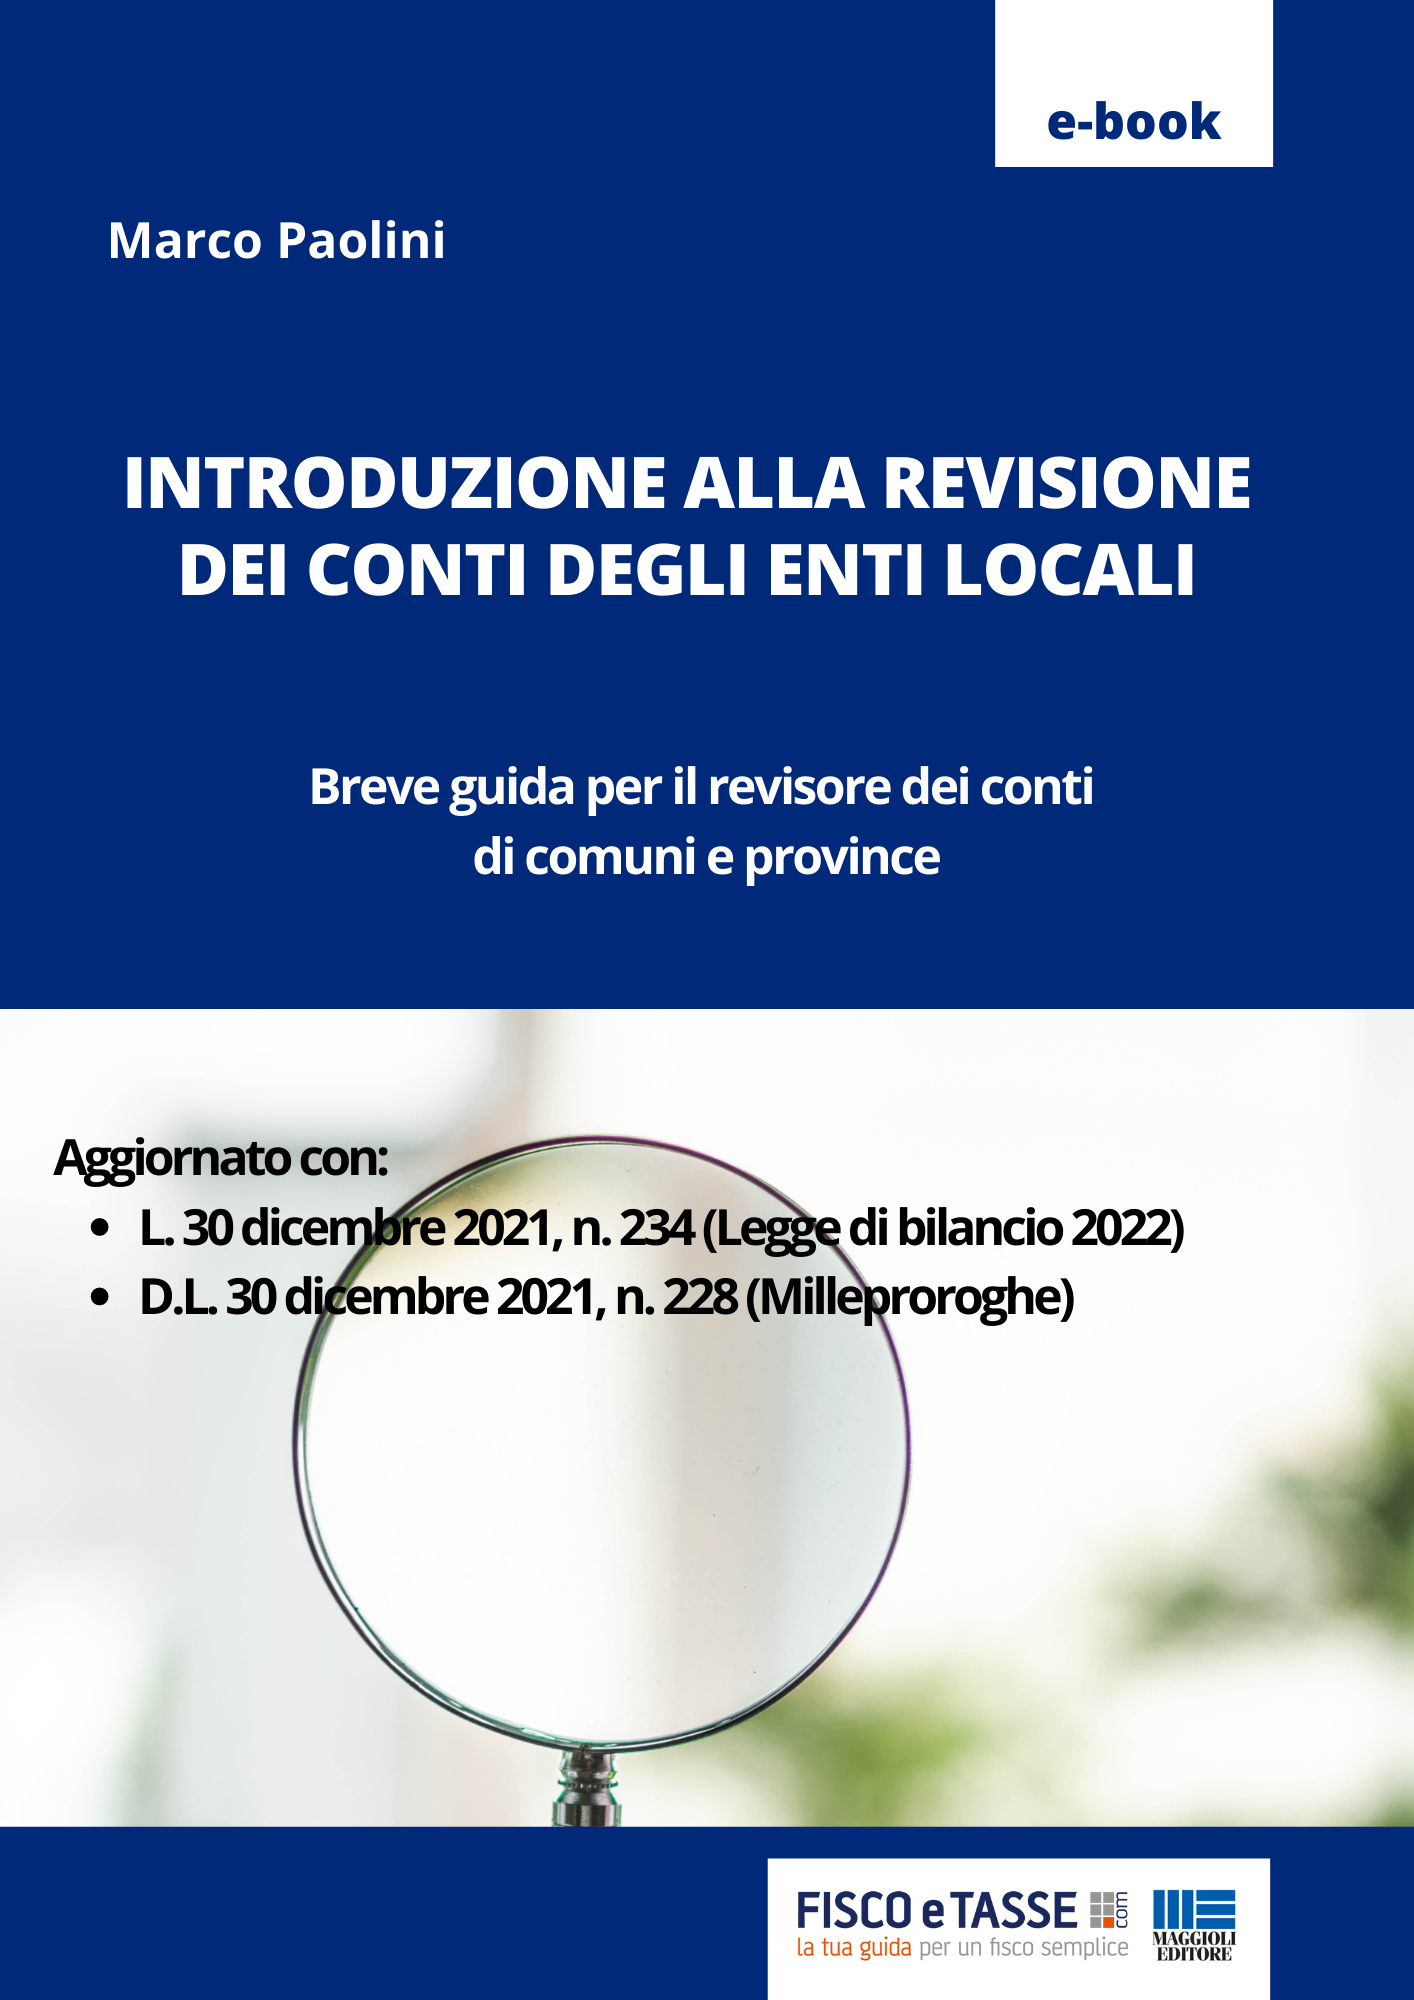 e-book
Marco Paolini
INTRODUZIONE ALLA REVISIONE
DEI CONTI DEGLI ENTI LOCALI
Breve guida per il revisore dei conti
di comuni e province
Aggiornato con:
• L. 30 dicembre 2021, n. 234 (Legge di bilancio 2022)
• D.L. 30 dicembre 2021, n. 228 (Milleproroghe)
FISCO e TASSE .com
la tua guida per un fisco semplice
MAGGIOLI
EDITORE